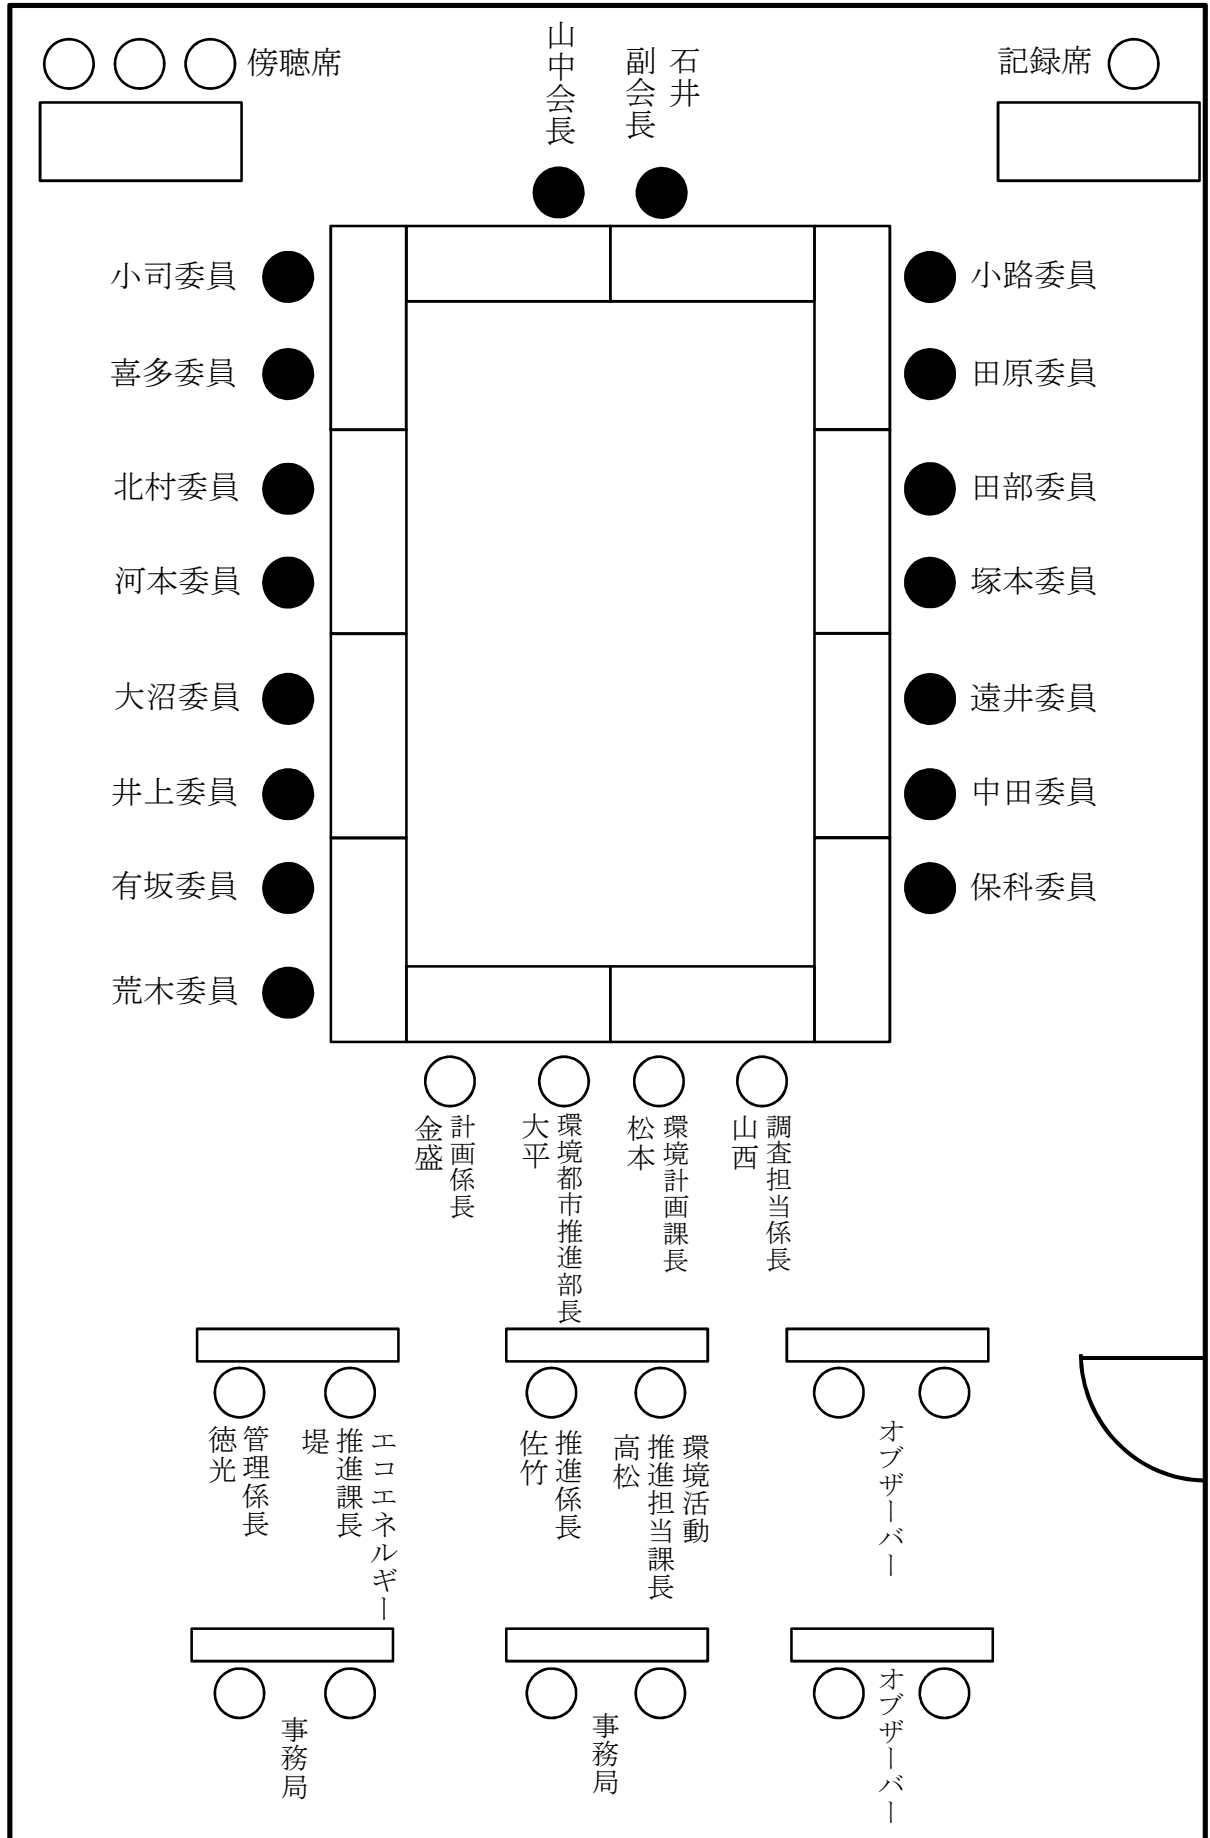 傍聴席
山中会長
石井
副会長
記録席
小司委員
小路委員
喜多委員
田原委員
北村委員
田部委員
河本委員
塚本委員
大沼委員
遠井委員
井上委員
中田委員
有坂委員
保科委員
荒木委員
計画係長
金盛
環境都市推進部長
大平
環境計画課長
松本
調査担当係長
山西
管理係長
徳光
エコエネルギー
推進課長
堤
推進係長
佐竹
環境活動
推進担当課長
高松
オブザーバー
事務局
事務局
オブザーバー